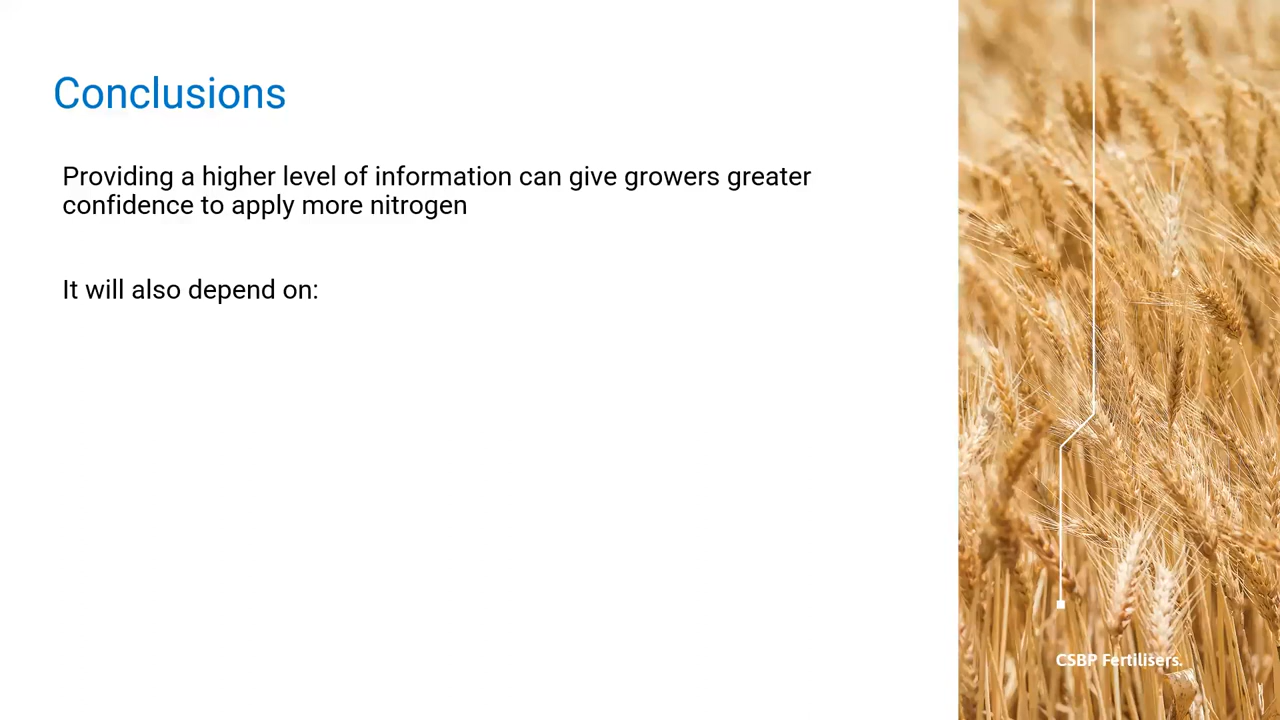 Conclusions
Providing a higher level of information can give growers greater
confidence to apply more nitrogen
It will also depend on:
CSBP Fertilisers.